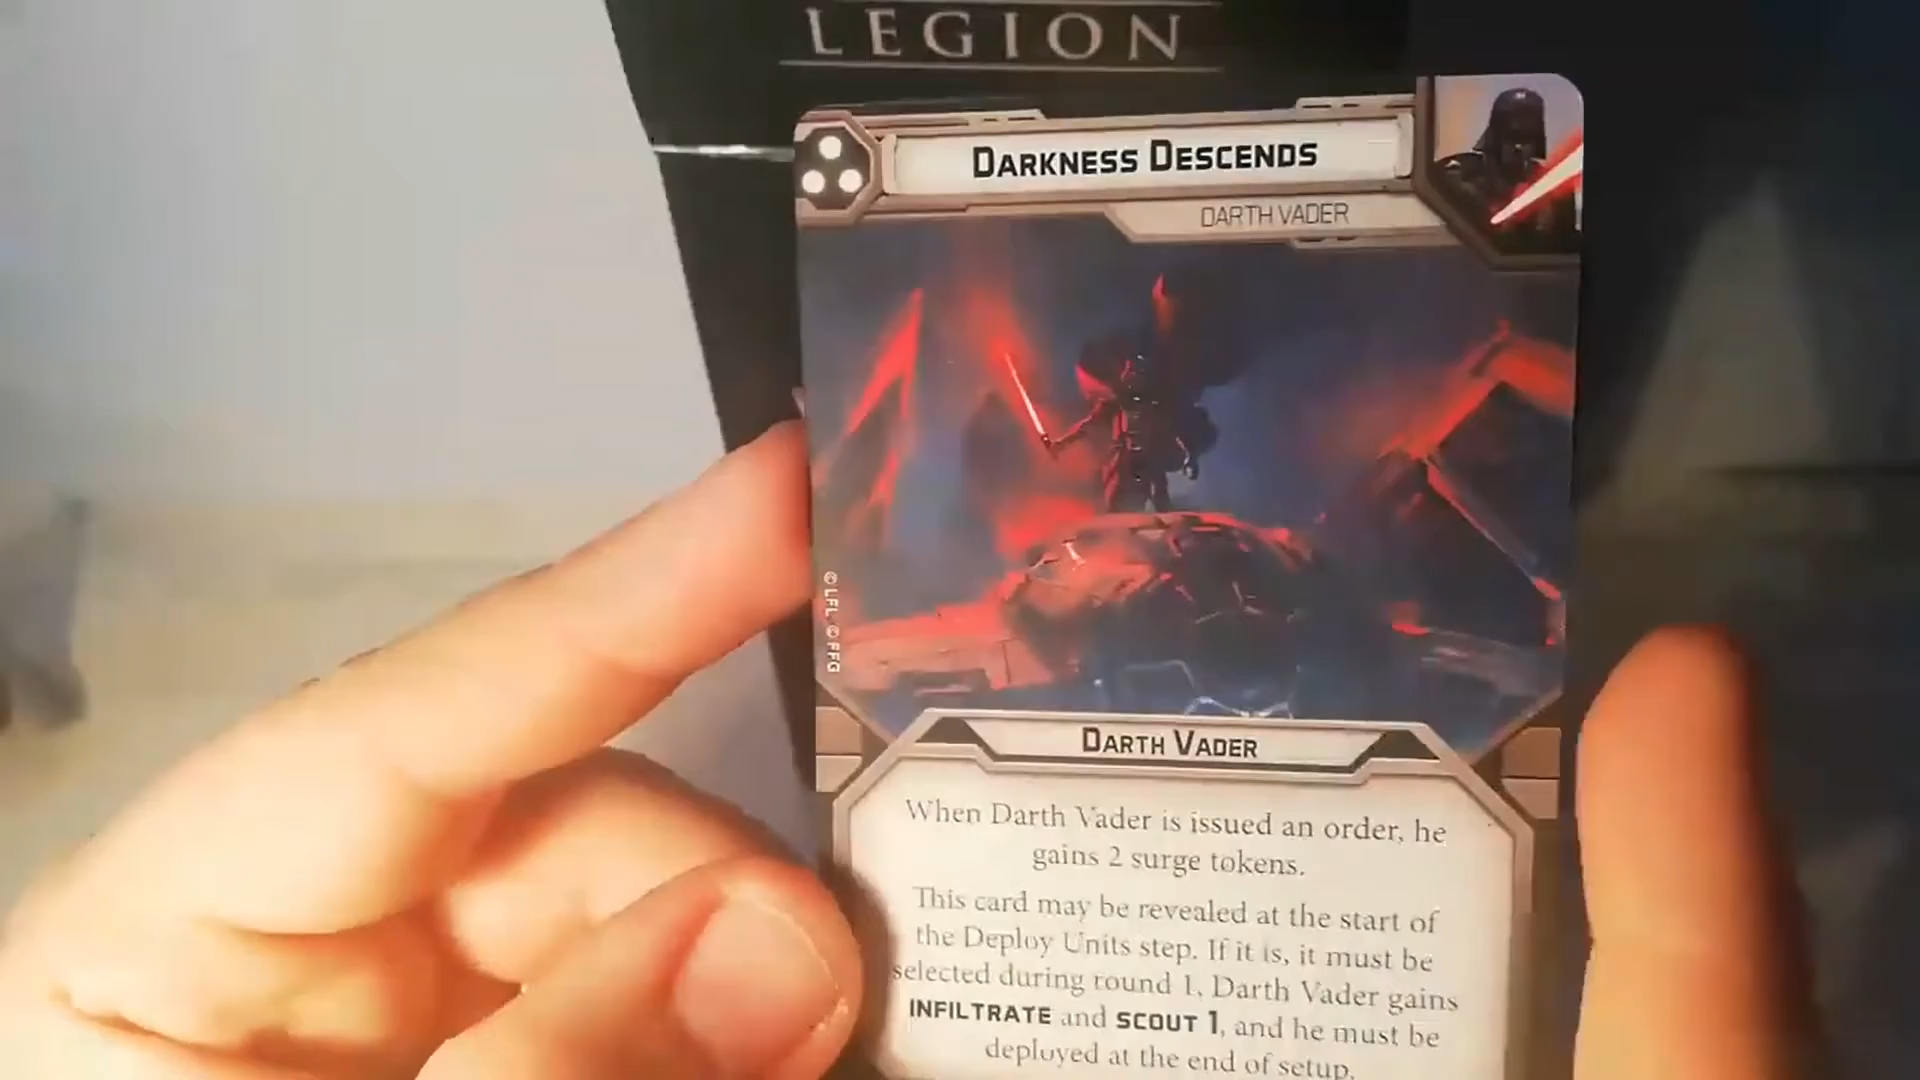 LEGION
DARKNESS DESCENDS
DARTH VADER
© LFL © FFG
DARTH VADER
When Darth Vader is issued an order, he
gains 2 surge tokens.
This card may be revealed at the start of
the Deploy Units step. If it is, it must be
selected during round 1, Darth Vader gains
INFILTRATE and SCOUT 1, and he must be
deployed at the end of setup.